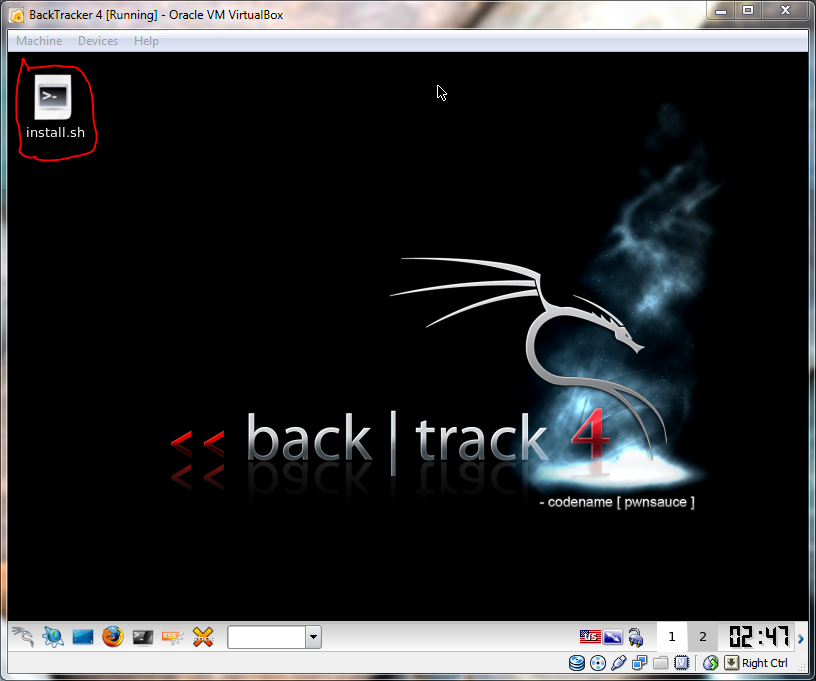 BackTracker 4 [Running] - Oracle VM VirtualBox
Machine Devices Help
install.sh
<< back | track 4
- codename [ pwnsauce ]
US
1 2 02:47
Right Ctrl